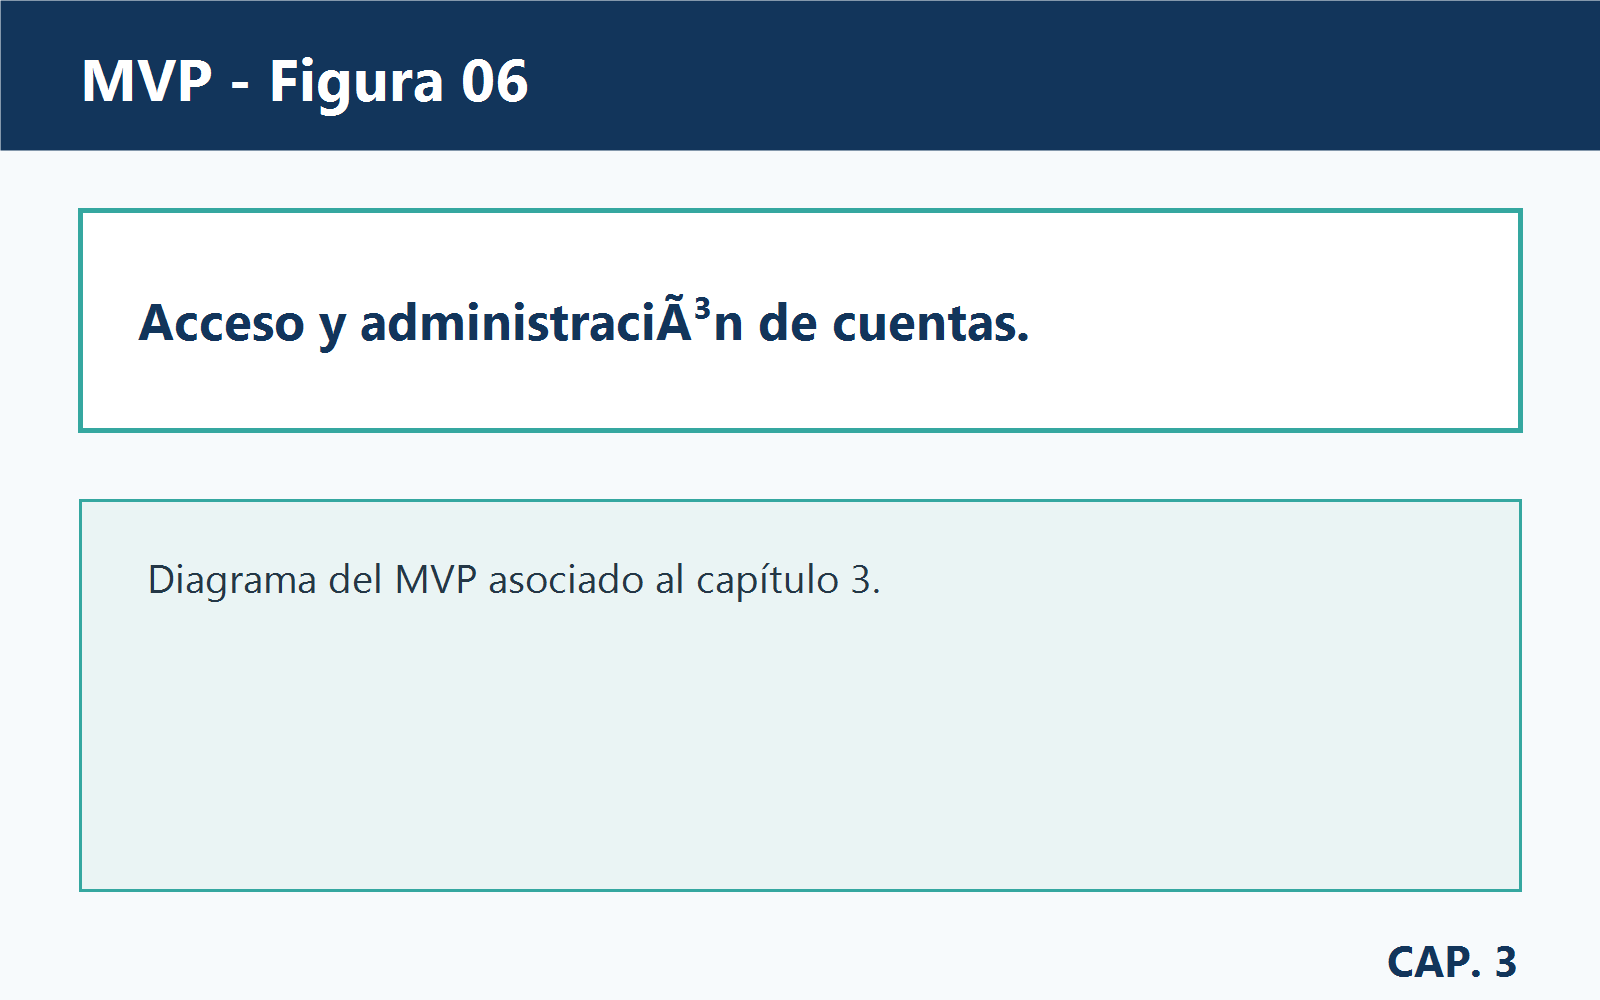 MVP - Figura 06
Acceso y administraciÃ³n de cuentas.
Diagrama del MVP asociado al capítulo 3.
CAP. 3